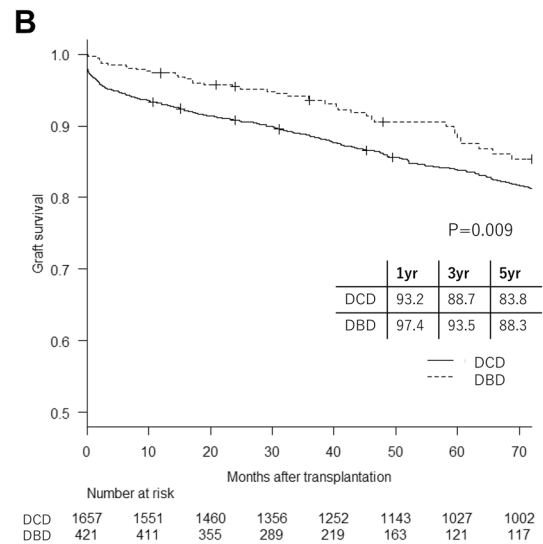 B
1.0
0.9
0.8
0.7
0.6
0.5
Graft survival
P=0.009
1yr 3yr 5yr
DCD 93.2 88.7 83.8
DBD 97.4 93.5 88.3
DCD
DBD
0 10 20 30 40 50 60 70
Months after transplantation
Number at risk
DCD 1657 1551 1460 1356 1252 1143 1027 1002
DBD 421 411 355 289 219 163 121 117